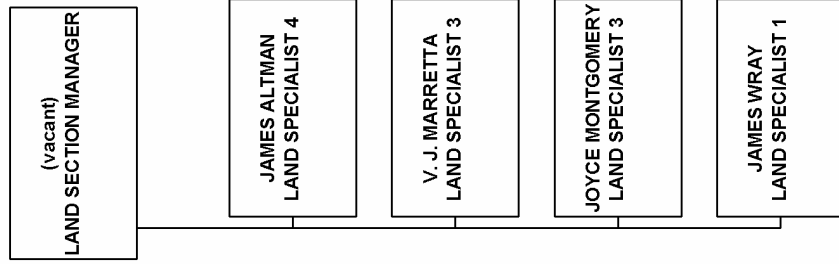 (vacant)
LAND SECTION MANAGER
JAMES ALTMAN
LAND SPECIALIST 4
V. J. MARRETTA
LAND SPECIALIST 3
JOYCE MONTGOMERY
LAND SPECIALIST 3
JAMES WRAY
LAND SPECIALIST 1